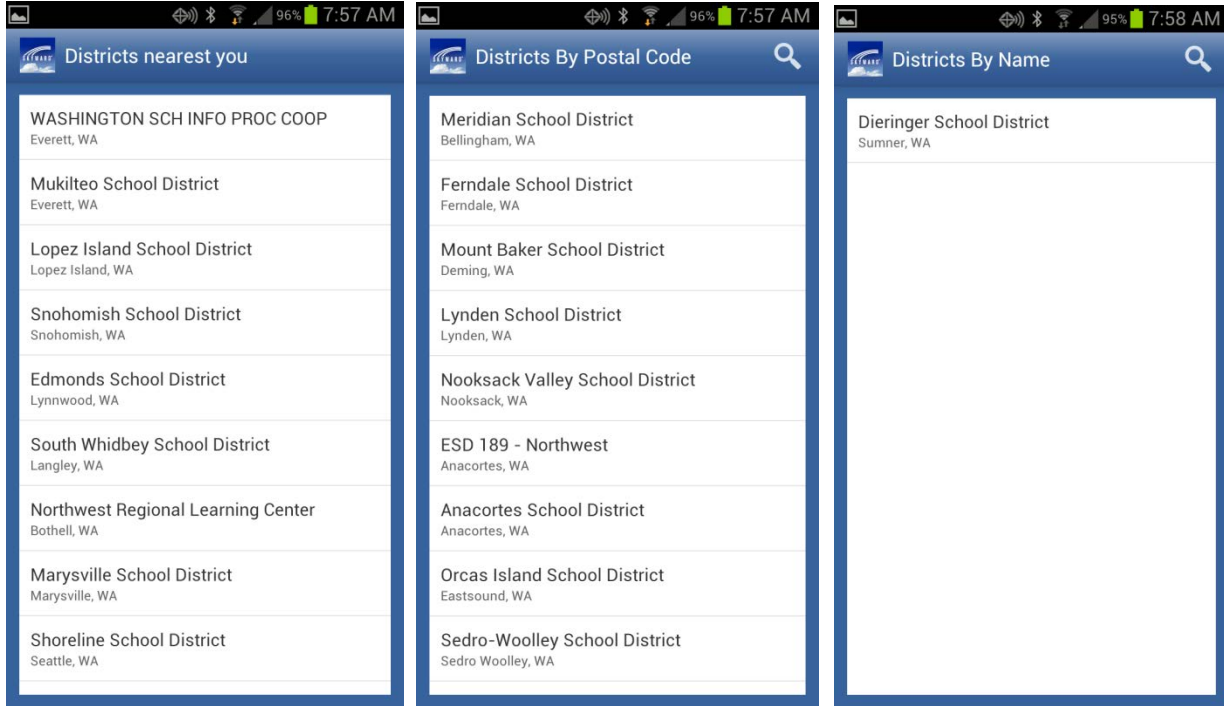 96% 7:57 AM
Districts nearest you
WASHINGTON SCH INFO PROC COOP
Everett, WA
Mukilteo School District
Everett, WA
Lopez Island School District
Lopez Island, WA
Snohomish School District
Snohomish, WA
Edmonds School District
Lynnwood, WA
South Whidbey School District
Langley, WA
Northwest Regional Learning Center
Bothell, WA
Marysville School District
Marysville, WA
Shoreline School District
Seattle, WA
96% 7:57 AM
SKYWARD
Districts By Postal Code
Meridian School District
Bellingham, WA
Ferndale School District
Ferndale, WA
Mount Baker School District
Deming, WA
Lynden School District
Lynden, WA
Nooksack Valley School District
Nooksack, WA
ESD 189 - Northwest
Anacortes, WA
Anacortes School District
Anacortes, WA
Orcas Island School District
Eastsound, WA
Sedro-Woolley School District
Sedro Woolley, WA
95% 7:58 AM
Districts By Name
Dieringer School District
Sumner, WA